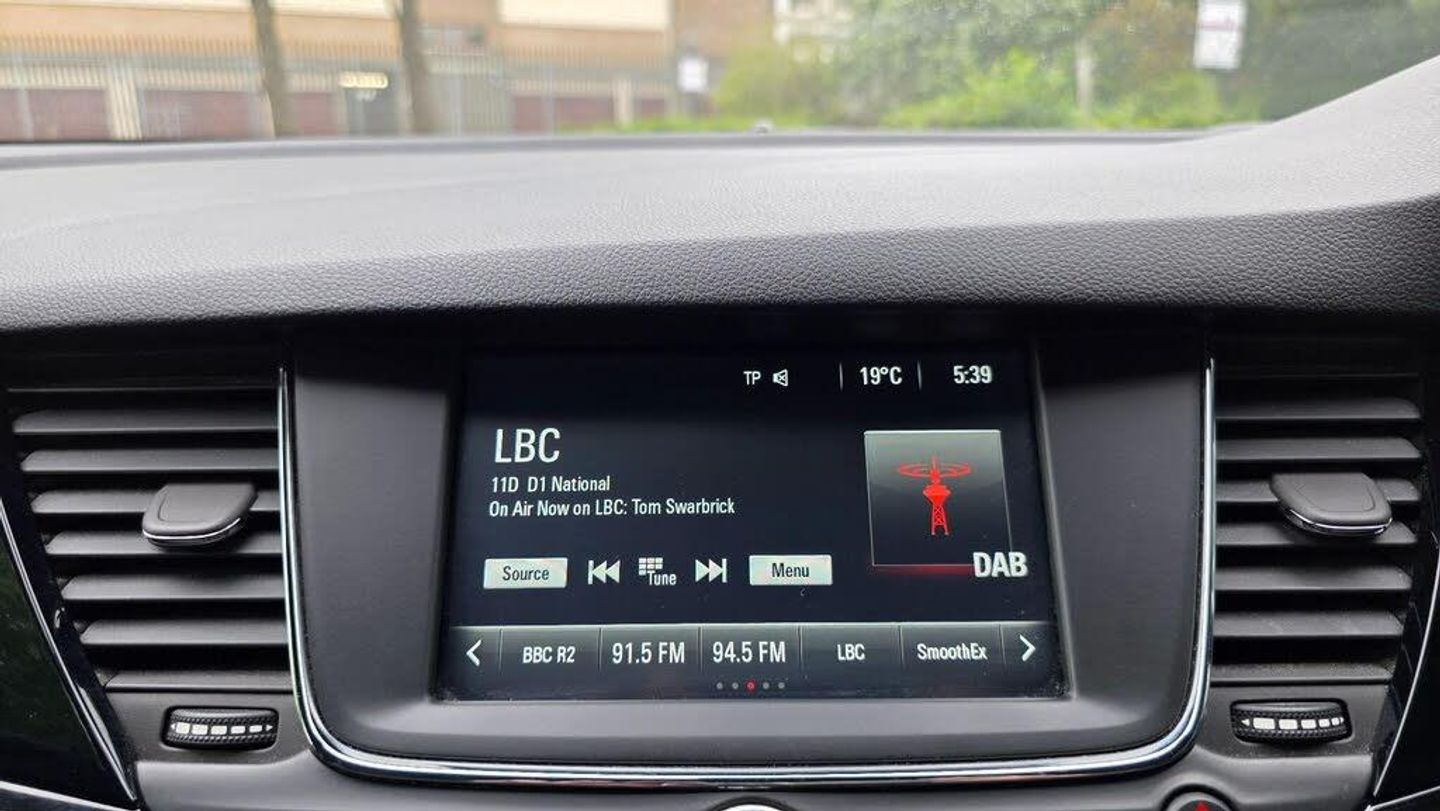 TP 19°C 5:39
LBC
11D D1 National
On Air Now on LBC: Tom Swarbrick
DAB
Source Tune Menu
BBC R2 91.5 FM 94.5 FM LBC SmoothEx